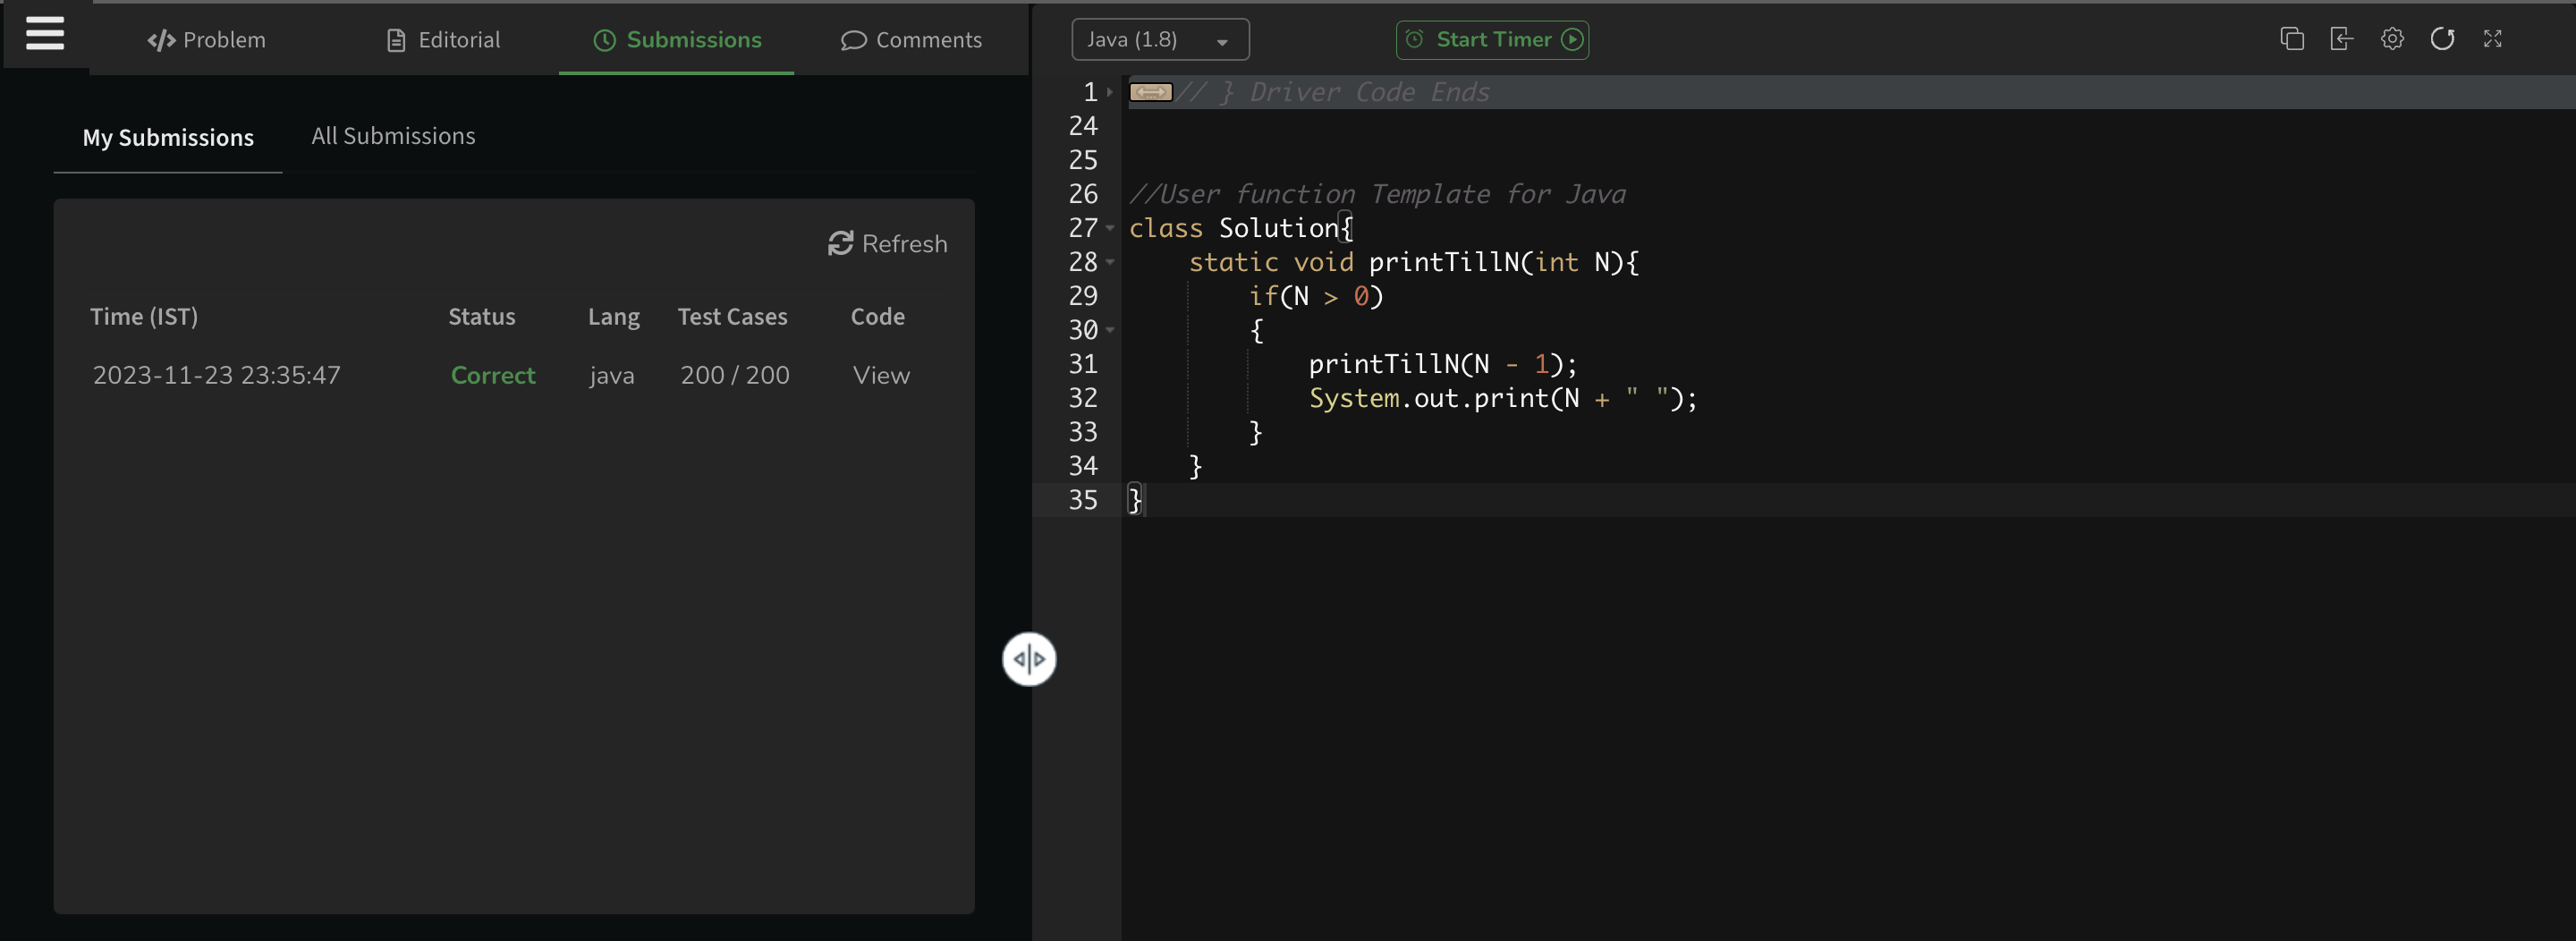 Problem
Editorial
Submissions
Comments
My Submissions
All Submissions
Refresh
Time (IST) Status Lang Test Cases Code
2023-11-23 23:35:47 Correct java 200 / 200 View
Java (1.8)
Start Timer
1 // } Driver Code Ends
24
25
26 //User function Template for Java
27 class Solution{
28     static void printTillN(int N){
29         if(N > 0)
30         {
31             printTillN(N - 1);
32             System.out.print(N + " ");
33         }
34     }
35 }